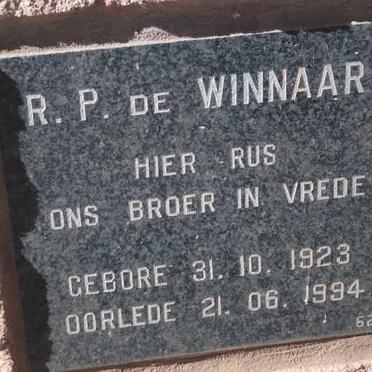 R. P. DE WINNAAR
HIER RUS
ONS BROER IN VREDE
GEBORE 31. 10. 1923
OORLEDE 21. 06. 1994